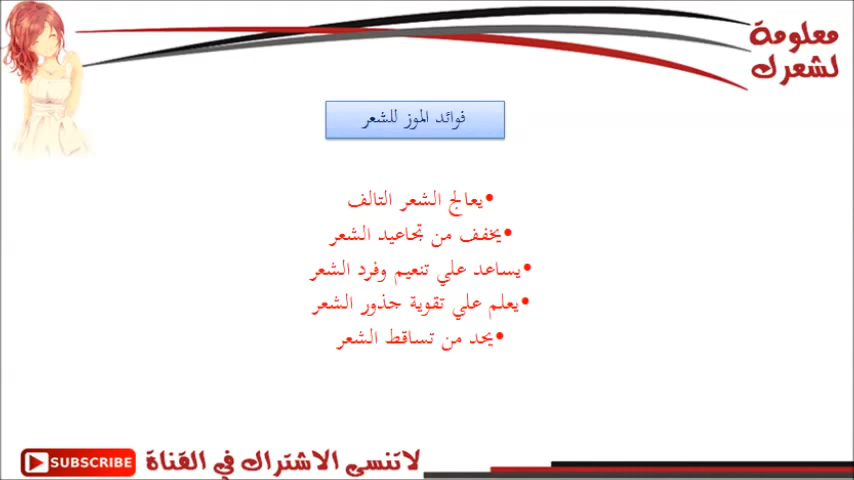 معلومة
لشعرك
فوائد الموز للشعر
•يعالج الشعر التالف
•يخفف من تجاعيد الشعر
•يساعد علي تنعيم وفرد الشعر
•يعلم علي تقوية جذور الشعر
•يحد من تساقط الشعر
لاتنسى الاشتراك في القناة SUBSCRIBE